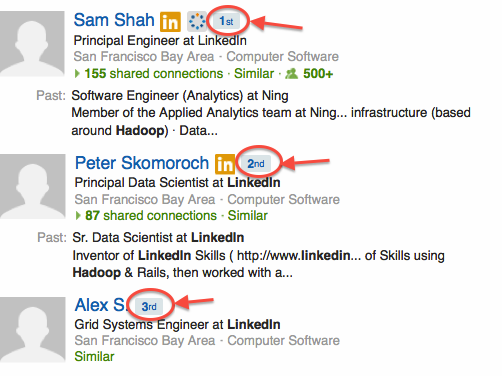 Sam Shah in 1st
Principal Engineer at LinkedIn
San Francisco Bay Area · Computer Software
155 shared connections · Similar · 500+
Past: Software Engineer (Analytics) at Ning
Member of the Applied Analytics team at Ning... infrastructure (based
around Hadoop) · Data...
Peter Skomoroch in 2nd
Principal Data Scientist at LinkedIn
San Francisco Bay Area · Computer Software
87 shared connections · Similar
Past: Sr. Data Scientist at LinkedIn
Inventor of LinkedIn Skills ( http://www.linkedin... of Skills using
Hadoop & Rails, then worked with a...
Alex S. 3rd
Grid Systems Engineer at LinkedIn
San Francisco Bay Area · Computer Software
Similar